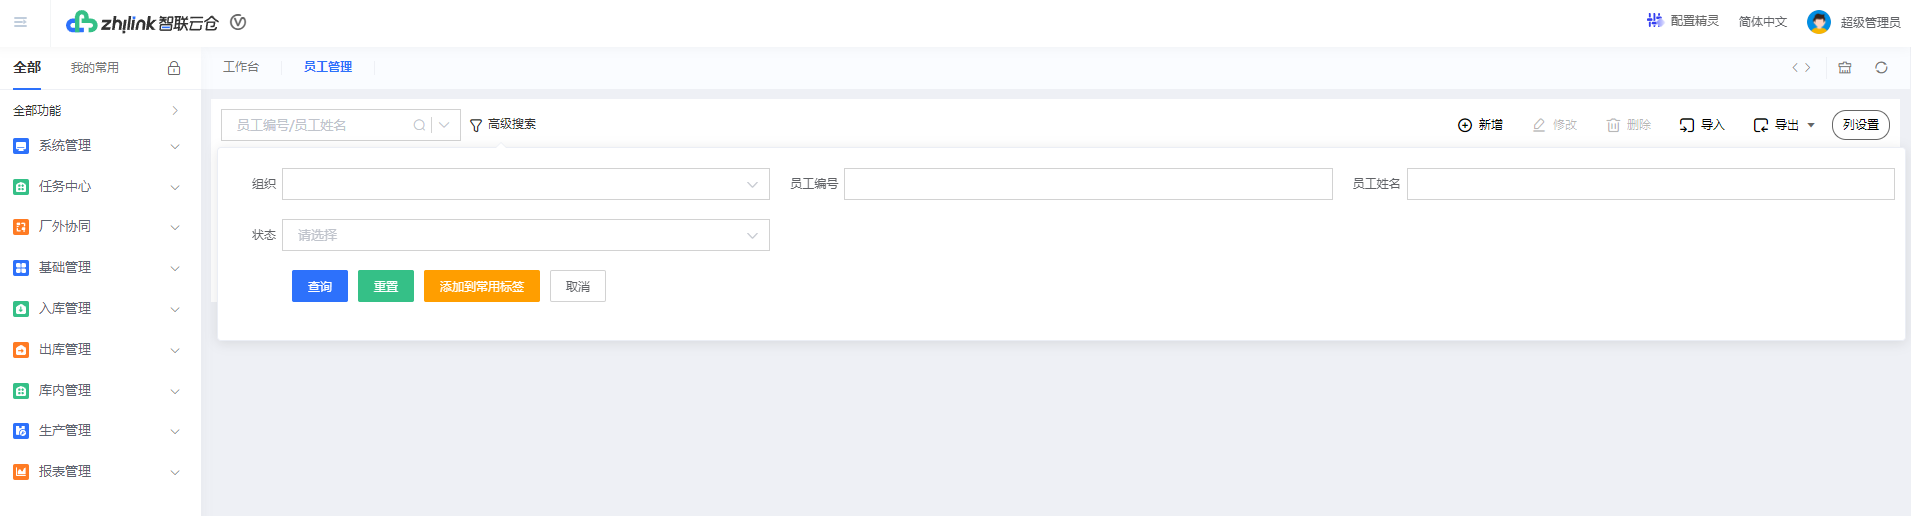 zhilink 智联云仓
配置精灵 简体中文 超级管理员
全部 我的常用
工作台 员工管理
全部功能
系统管理
任务中心
厂外协同
基础管理
入库管理
出库管理
库内管理
生产管理
报表管理
员工编号/员工姓名 高级搜索 新增 修改 删除 导入 导出 列设置
组织 员工编号 员工姓名
状态 请选择
查询 重置 添加到常用标签 取消